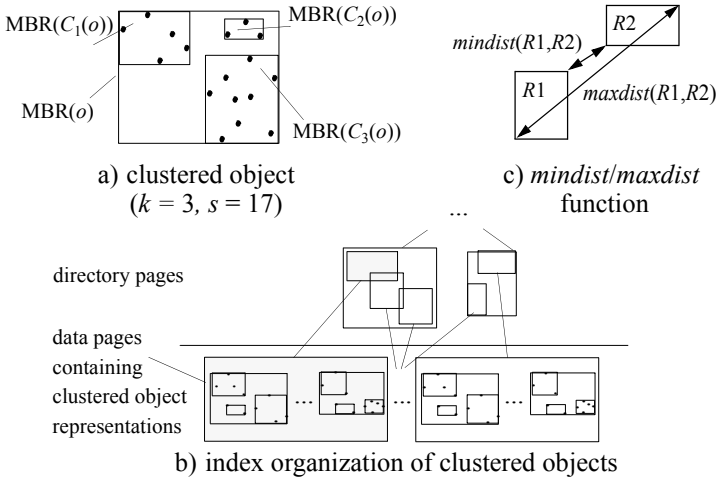 MBR(C1(o))
MBR(C2(o))
MBR(o)
MBR(C3(o))
a) clustered object
(k = 3, s = 17)
R2
mindist(R1,R2)
R1
maxdist(R1,R2)
c) mindist/maxdist
function
...
directory pages
data pages
containing
clustered object
representations
... ... ...
b) index organization of clustered objects